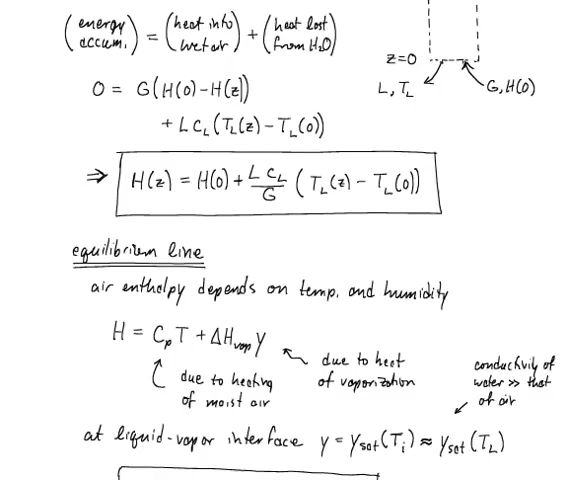 (energy accum.) = (heat into wet air) + (heat lost from H₂O)
z=0
L, T_L
G, H(0)
0 = G(H(0) - H(z))
+ L C_L (T_L(z) - T_L(0))
⇒ H(z) = H(0) + L C_L / G (T_L(z) - T_L(0))
equilibrium line
air enthalpy depends on temp. and humidity
H = C_p T + ΔH_vap y
due to heating of moist air
due to heat of vaporization
conductivity of
water >> that
of air
at liquid-vapor interface y = y_sat(T_i) ≈ y_sat(T_L)